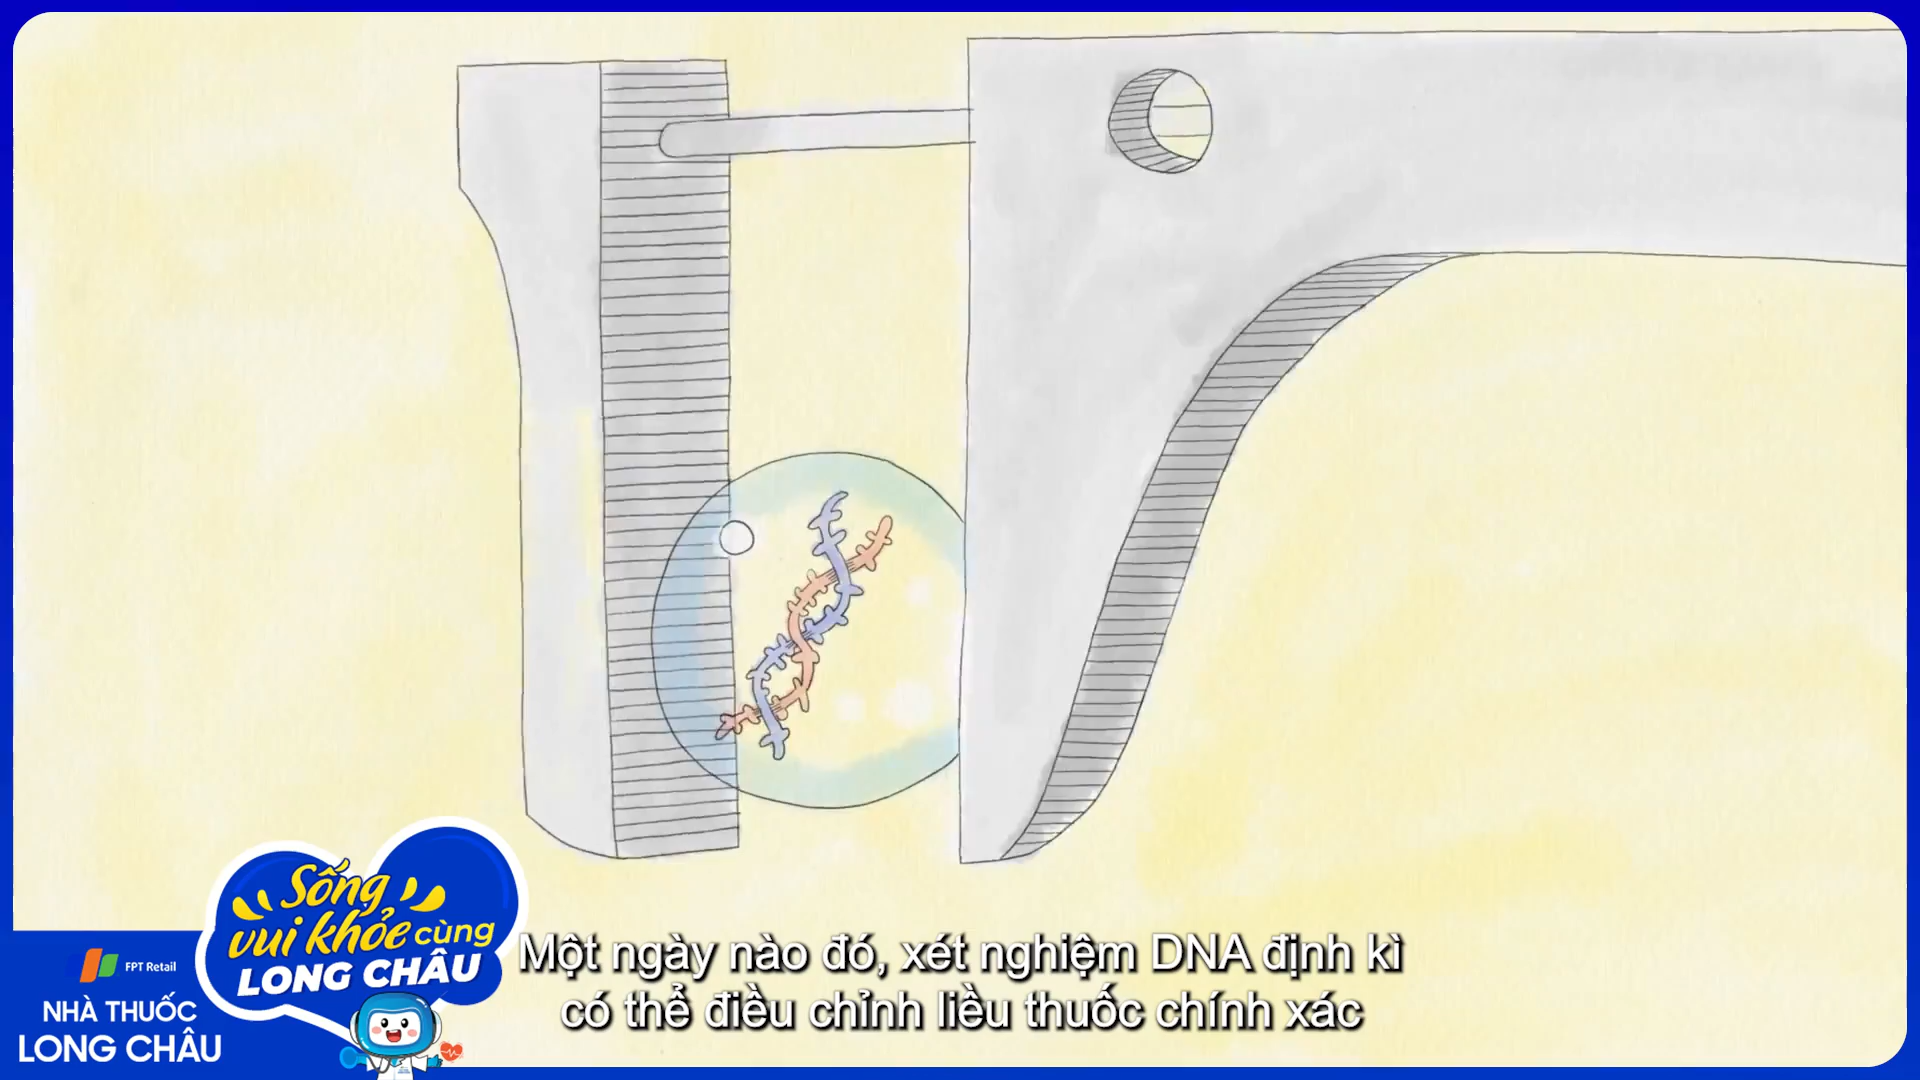 Sống
vui khỏe cùng
LONG CHÂU
FPT Retail
NHÀ THUỐC
LONG CHÂU
Một ngày nào đó, xét nghiệm DNA định kì
có thể điều chỉnh liều thuốc chính xác